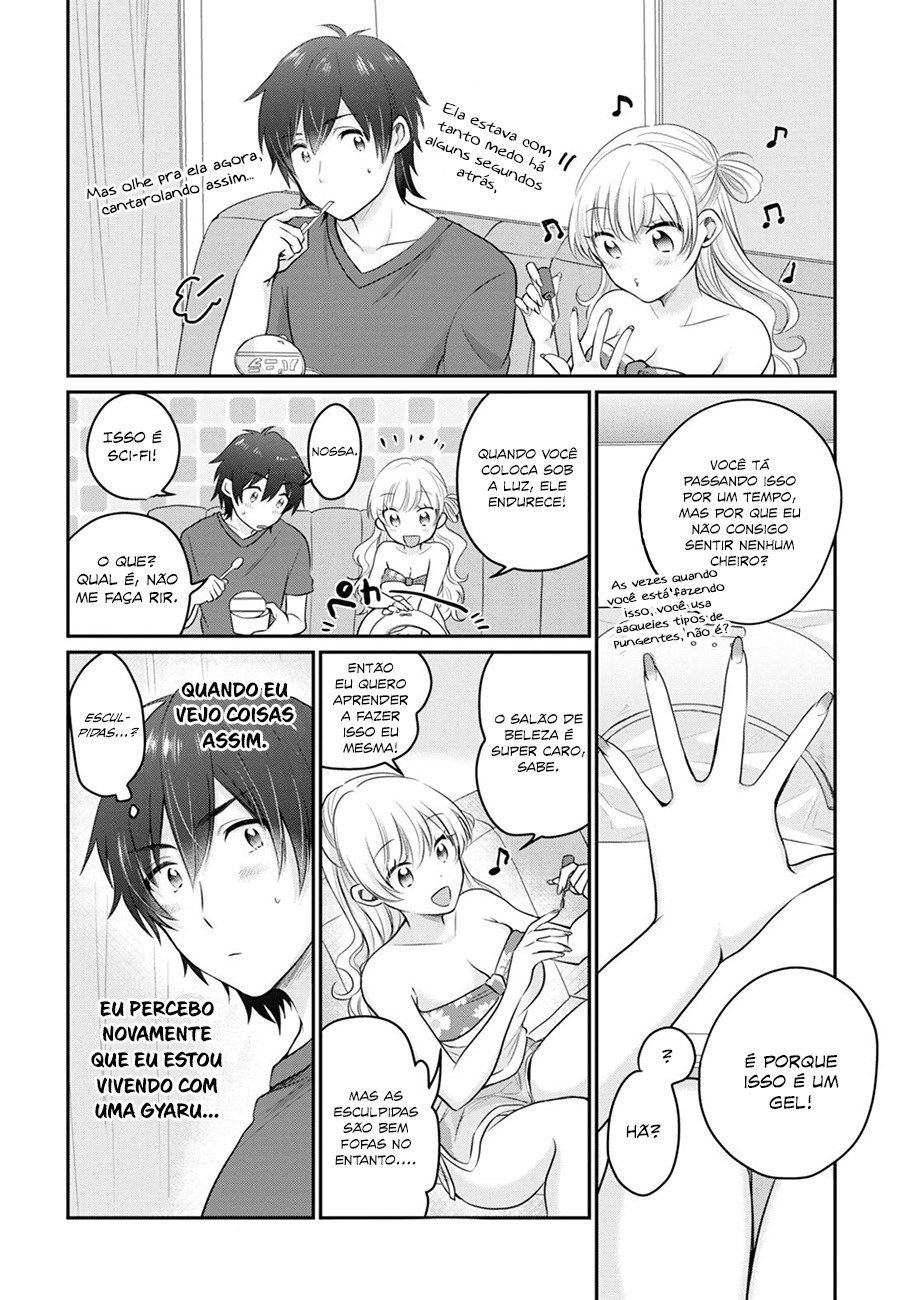 Ela estava com
tanto medo há
alguns segundos
atrás,
Mas olhe pra ela agora,
cantarolando assim...
VOCÊ TÁ
PASSANDO ISSO
POR UM TEMPO,
MAS POR QUE EU
NÃO CONSIGO
SENTIR NENHUM
CHEIRO?
As vezes quando
você está fazendo
isso, você usa
aaqueles tipos de
pungentes, não é?
?
HÃ?
É PORQUE
ISSO É UM
GEL!
QUANDO VOCÊ
COLOCA SOB
A LUZ, ELE
ENDURECE!
NOSSA.
ペカー
ISSO É
SCI-FI!
O QUE?
QUAL É, NÃO
ME FAÇA RIR.
O SALÃO DE
BELEZA É
SUPER CARO,
SABE.
ENTÃO
EU QUERO
APRENDER
A FAZER
ISSO EU
MESMA!
MAS AS
ESCULPIDAS
SÃO BEM
FOFAS NO
ENTANTO....
QUANDO EU
VEJO COISAS
ASSIM.
ESCUL-
PIDAS...?
EU PERCEBO
NOVAMENTE
QUE EU ESTOU
VIVENDO COM
UMA GYARU...